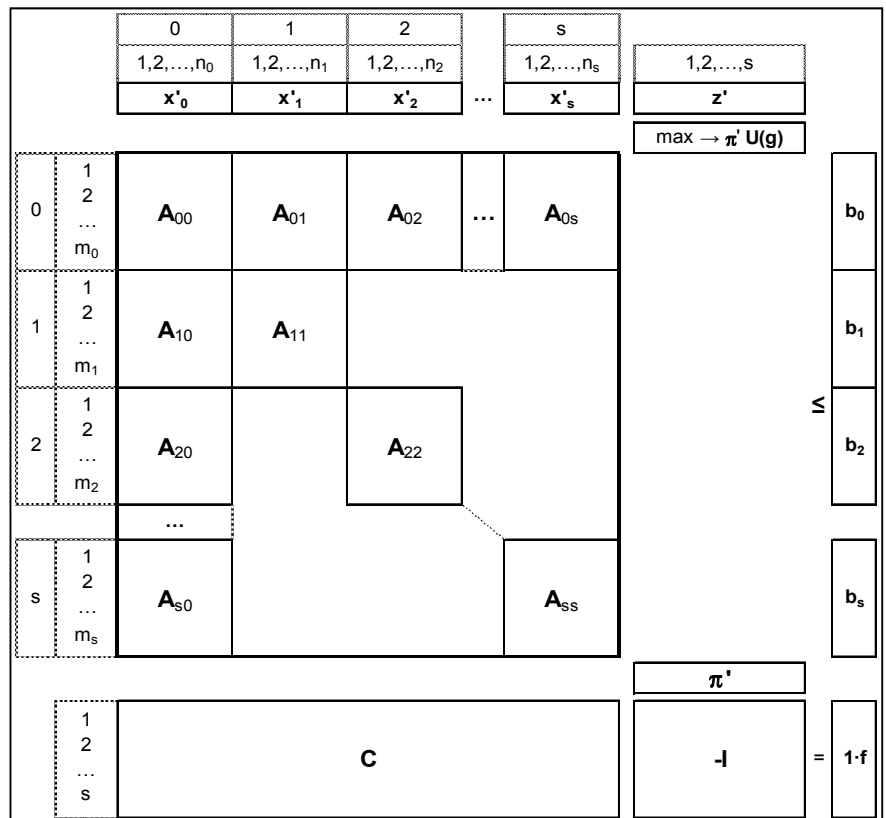 0 1 2 s
1,2,…,n₀ 1,2,…,n₁ 1,2,…,n₂ 1,2,…,nₛ 1,2,…,s
x'₀ x'₁ x'₂ … x'ₛ z'
max → π' U(g)
0 1 2 … m₀ A₀₀ A₀₁ A₀₂ … A₀ₛ b₀
1 1 2 … m₁ A₁₀ A₁₁ b₁
≤
2 1 2 … m₂ A₂₀ A₂₂ b₂
…
s 1 2 … mₛ Aₛ₀ Aₛₛ bₛ
π'
1 2 … s C -I = 1·f